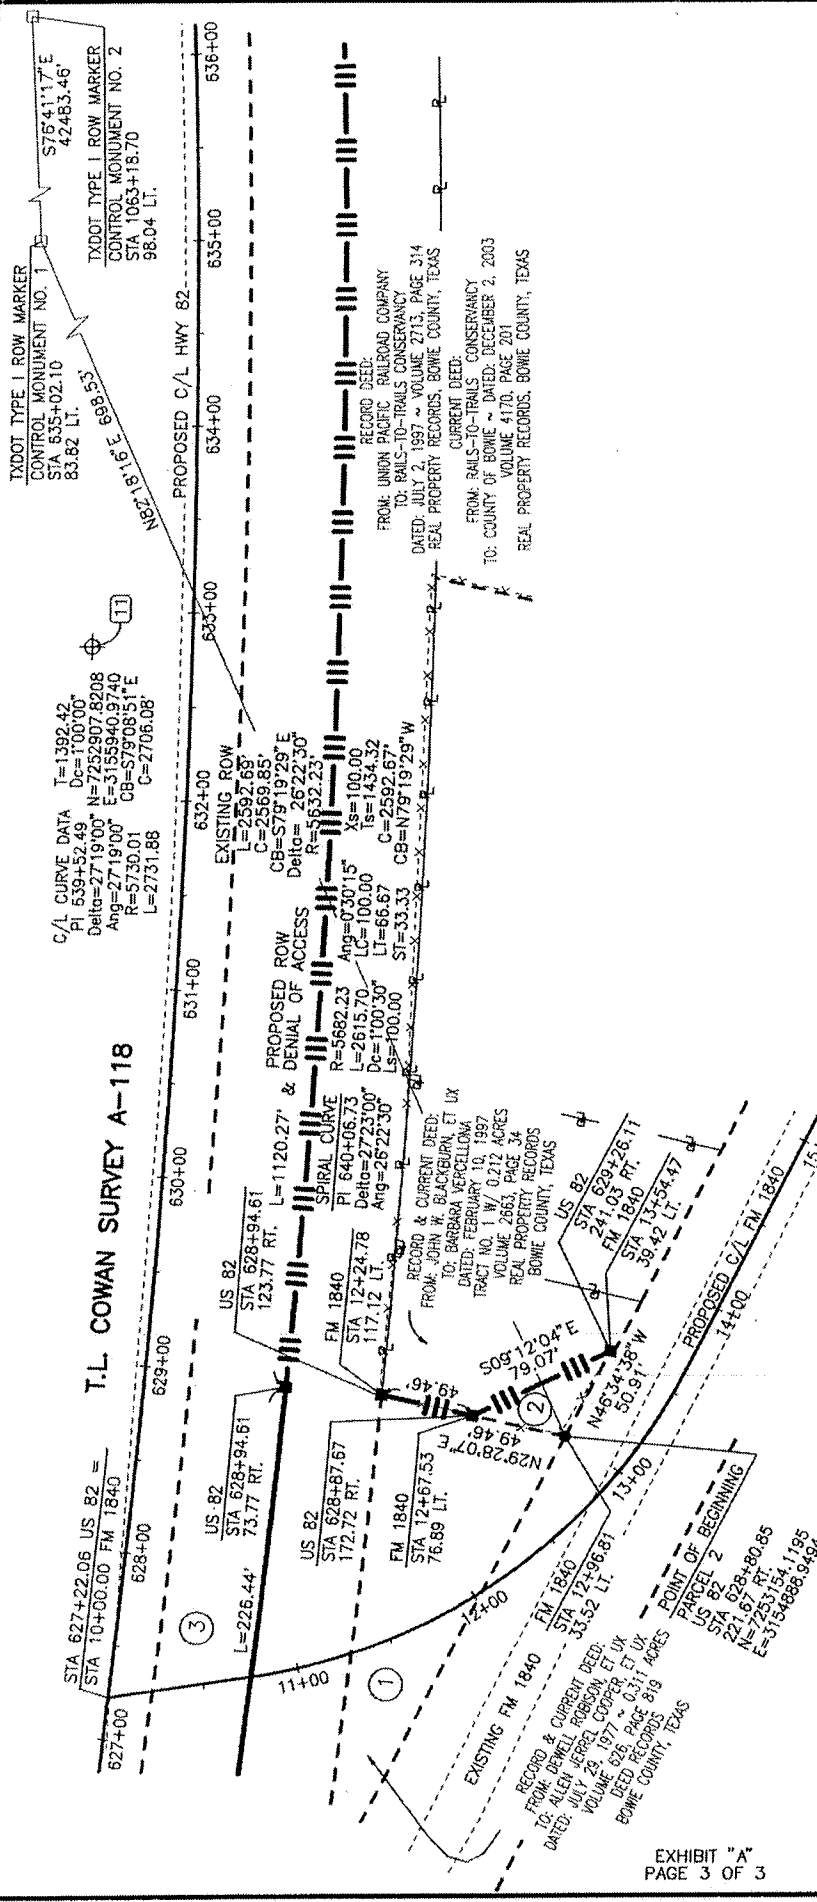 TXDOT TYPE I ROW MARKER
CONTROL MONUMENT NO. 1
STA 635+02.10
83.82 LT.
S76°41'17"E
42483.46'
TXDOT TYPE I ROW MARKER
CONTROL MONUMENT NO. 2
STA 1063+18.70
98.04 LT.
N82°18'16"E 698.53'
PROPOSED C/L HWY 82
636+00
635+00
634+00
633+00
632+00
631+00
630+00
629+00
628+00
627+00
11
C/L CURVE DATA
PI 639+52.49
Delta=27°19'00"
Ang=27°19'00"
R=5730.01
L=2731.88
T=1392.42
Dc=1°00'00"
N=7252907.8208
E=3155940.9740
CB=S79°08'51"E
C=2706.08'
T.L. COWAN SURVEY A-118
EXISTING ROW
L=2592.69'
C=2569.85'
CB=S79°19'29"E
Delta= 26°22'30"
R=5632.23'
PROPOSED ROW
& DENIAL OF ACCESS
L=1120.27'
SPIRAL CURVE
PI 640+06.73
Delta=27°23'00"
Ang=26°22'30"
R=5682.23
L=2615.70
Dc=1°00'30"
Ls=100.00
Ang=0°30'15"
LC=100.00
LT=66.67
ST=33.33
Xs=100.00
Ts=1434.32
C=2592.67'
CB=N79°19'29"W
RECORD DEED:
FROM: UNION PACIFIC RAILROAD COMPANY
TO: RAILS-TO-TRAILS CONSERVANCY
DATED: JULY 2, 1997 ~ VOLUME 2713, PAGE 314
REAL PROPERTY RECORDS, BOWIE COUNTY, TEXAS
CURRENT DEED:
FROM: RAILS-TO-TRAILS CONSERVANCY
TO: COUNTY OF BOWIE ~ DATED: DECEMBER 2, 2003
VOLUME 4170, PAGE 201
REAL PROPERTY RECORDS, BOWIE COUNTY, TEXAS
RECORD & CURRENT DEED:
FROM: JOHN W. BLACKBURN, ET UX
TO: BARBARA VERCELLONA
DATED: FEBRUARY 10, 1997
TRACT NO. 1 W/ 0.212 ACRES
VOLUME 2663, PAGE 34
REAL PROPERTY RECORDS
BOWIE COUNTY, TEXAS
STA 627+22.06 US 82 =
STA 10+00.00 FM 1840
US 82
STA 628+94.61
123.77 RT.
FM 1840
STA 12+24.78
117.12 LT.
US 82
STA 628+94.61
73.77 RT.
US 82
STA 628+87.67
172.72 RT.
FM 1840
STA 12+67.53
76.89 LT.
US 82
STA 629+26.11
241.03 RT.
FM 1840
STA 13+54.47
39.42 LT.
3
L=226.44'
49.46'
S09°12'04"E
79.07'
2
49.46'
N29°28'07"E
N46°34'38"W
50.91'
1
11+00
12+00
13+00
14+00
PROPOSED C/L FM 1840
FM 1840
STA 12+96.81
33.52 LT.
EXISTING FM 1840
POINT OF BEGINNING
PARCEL 2
US 82
STA 628+80.85
221.67 RT.
N=7253154.1195
E=3154888.9494
RECORD & CURRENT DEED:
FROM: DEWELL ROBISON, ET UX
TO: ALLEN JERREL COOPER, ET UX
DATED: JULY 29, 1977 ~ 0.311 ACRES
VOLUME 626, PAGE 819
DEED RECORDS
BOWIE COUNTY, TEXAS
EXHIBIT "A"
PAGE 3 OF 3